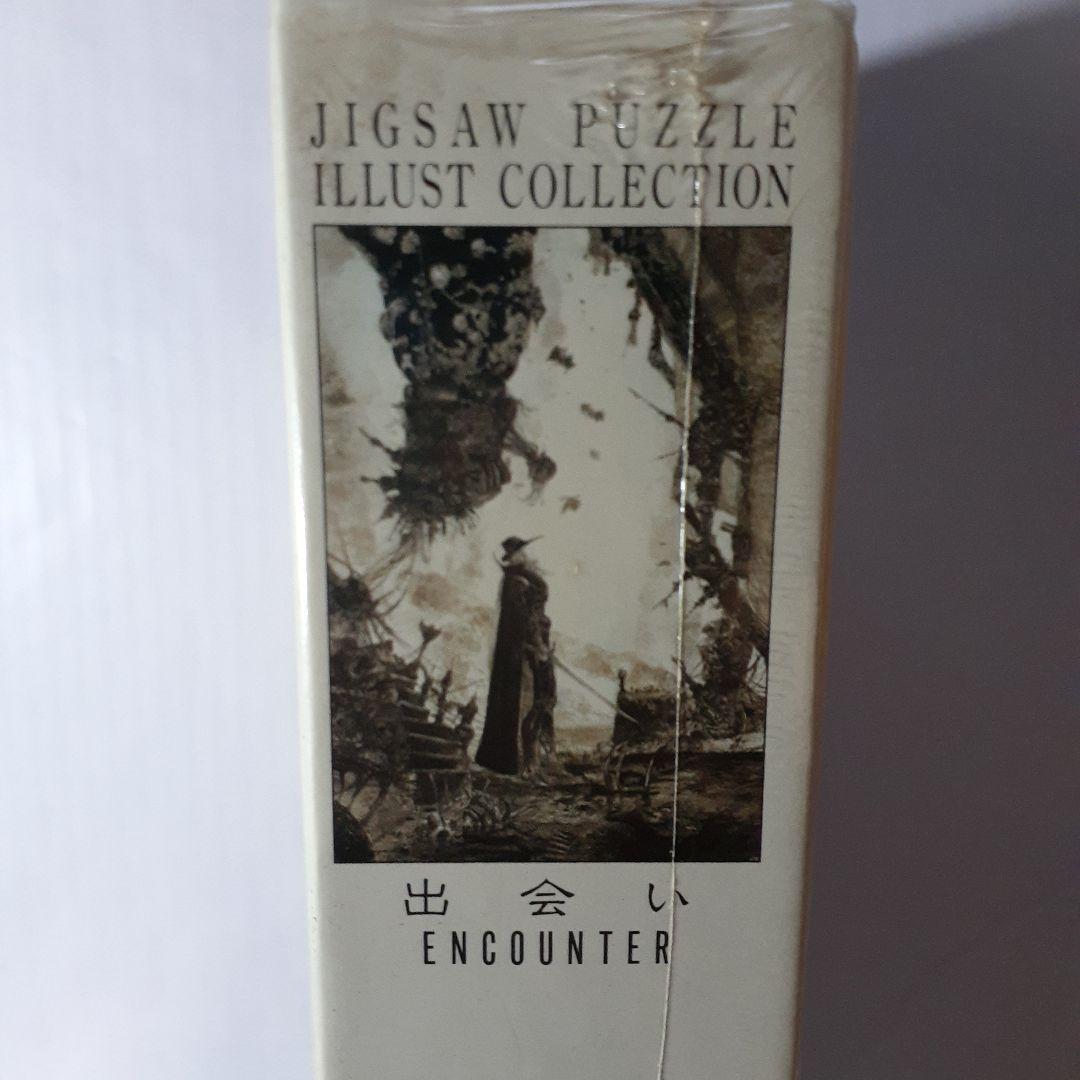 JIGSAW PUZZLE
ILLUST COLLECTION
出会い
ENCOUNTER